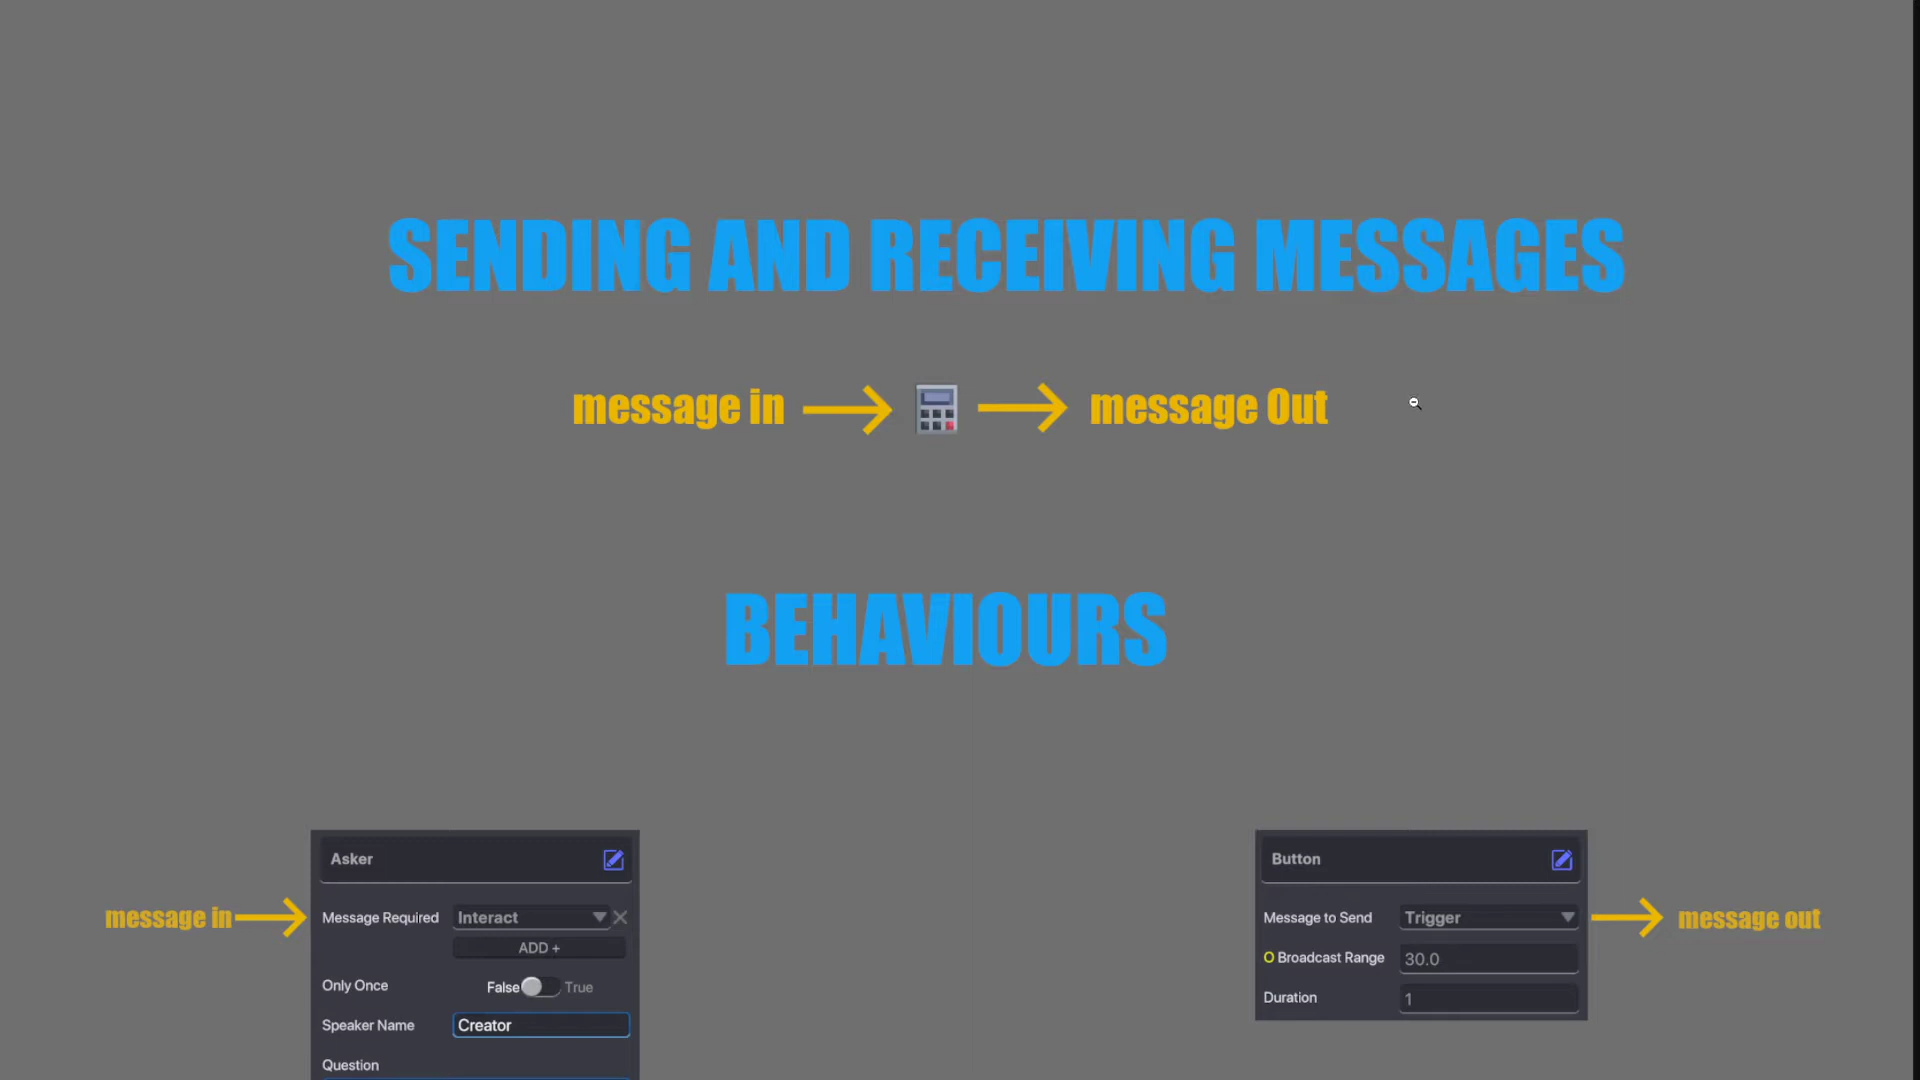 SENDING AND RECEIVING MESSAGES
message in
message Out
BEHAVIOURS
Asker
message in
Message Required
Interact
ADD +
Only Once
False
True
Speaker Name
Creator
Question
Button
Message to Send
Trigger
message out
Broadcast Range
30.0
Duration
1